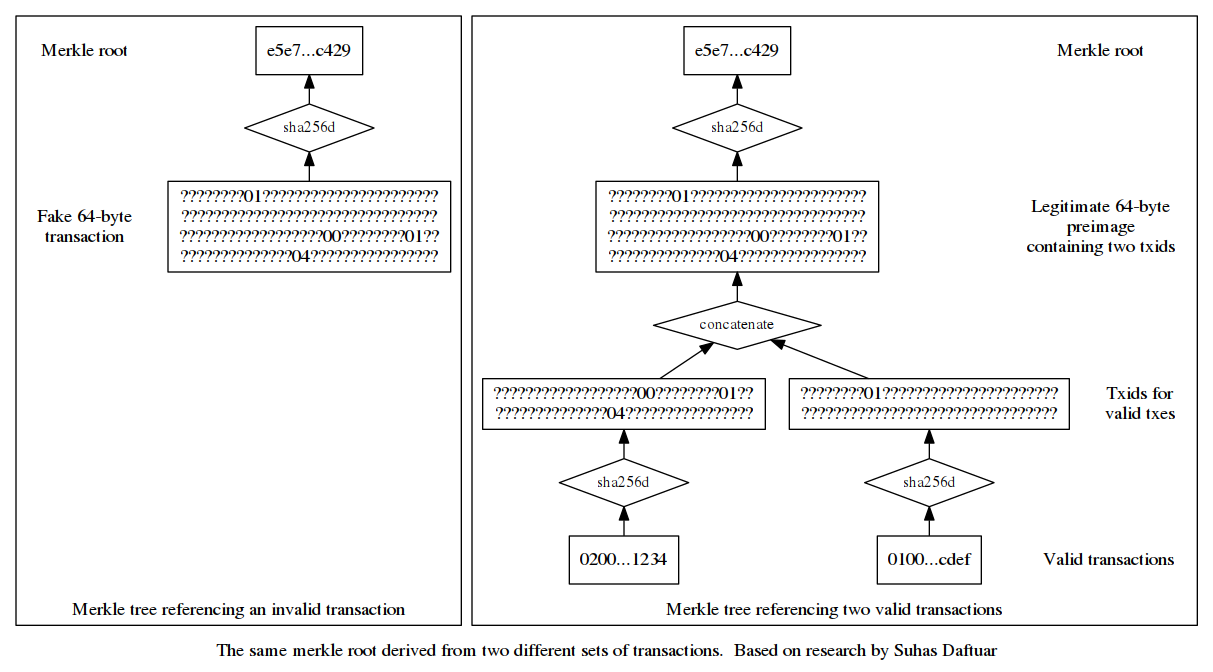 Merkle root
e5e7...c429
sha256d
Fake 64-byte
transaction
????????01??????????????????????
????????????????????????????????
??????????????????00????????01??
??????????????04????????????????
Merkle tree referencing an invalid transaction
e5e7...c429
Merkle root
sha256d
????????01??????????????????????
????????????????????????????????
??????????????????00????????01??
??????????????04????????????????
Legitimate 64-byte
preimage
containing two txids
concatenate
??????????????????00????????01??
??????????????04????????????????
????????01??????????????????????
????????????????????????????????
Txids for
valid txes
sha256d
sha256d
0200...1234
0100...cdef
Valid transactions
Merkle tree referencing two valid transactions
The same merkle root derived from two different sets of transactions.  Based on research by Suhas Daftuar